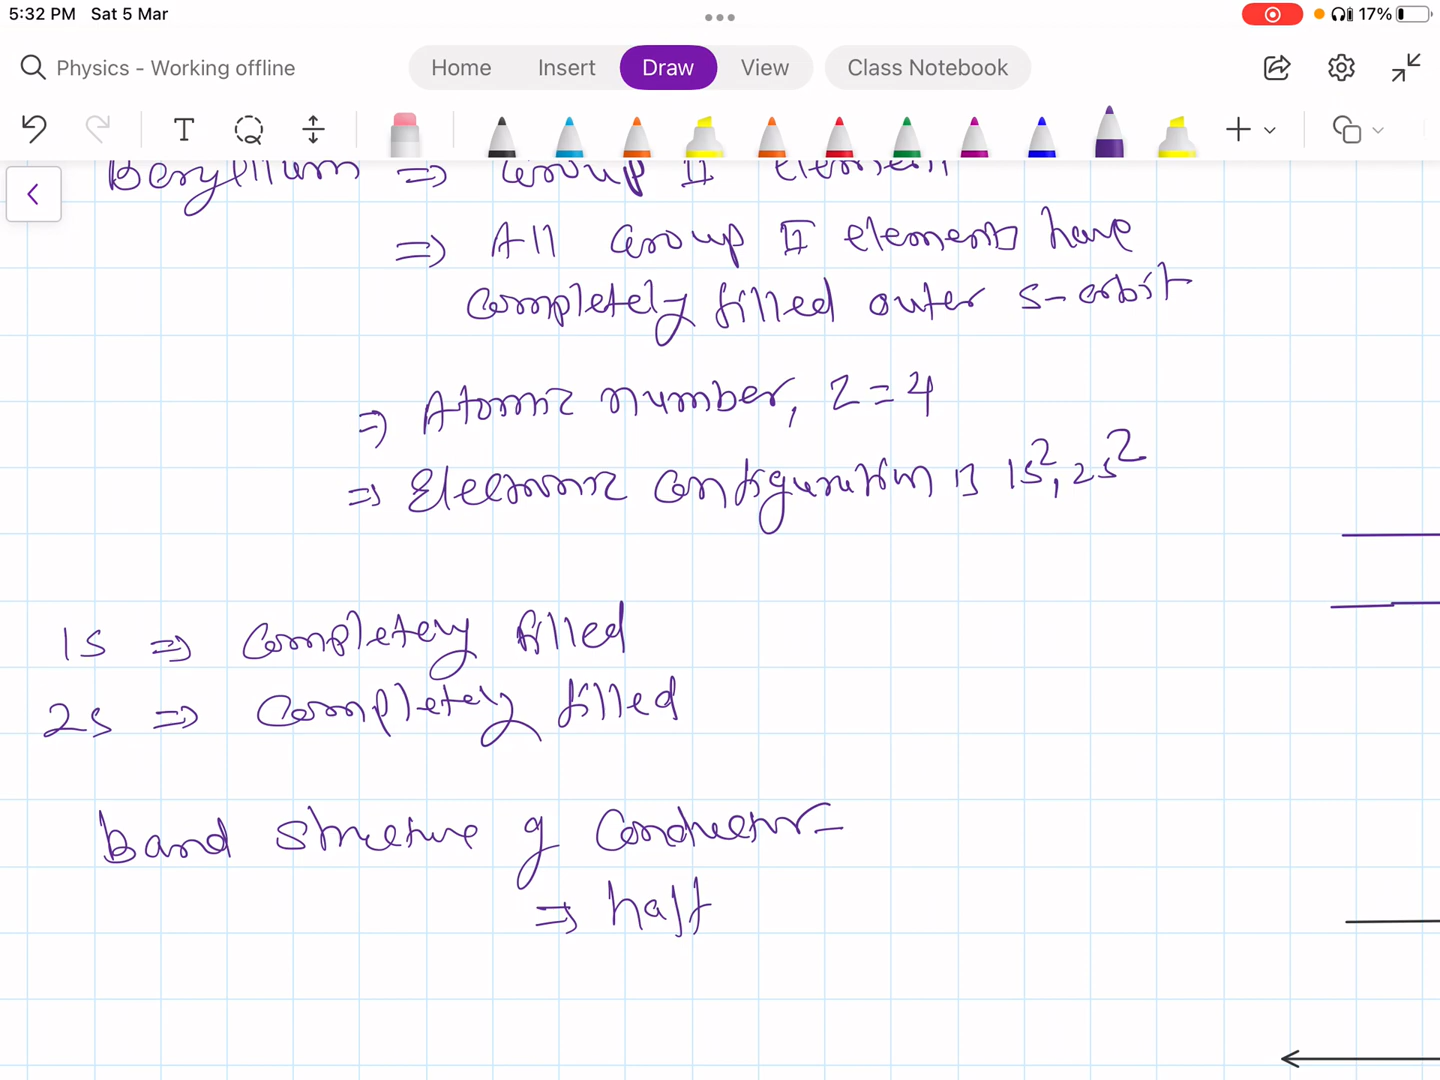 5:32 PM Sat 5 Mar
17%
Physics - Working offline
Home Insert Draw View Class Notebook
T
Beryllium ⇒ Group II element
⇒ All Group II elements have
completely filled outer s-orbit
⇒ Atomic number, Z = 4
⇒ Electronic configuration is 1s², 2s²
1s ⇒ Completely filled
2s ⇒ Completely filled
band structure of Conductor-
⇒ half